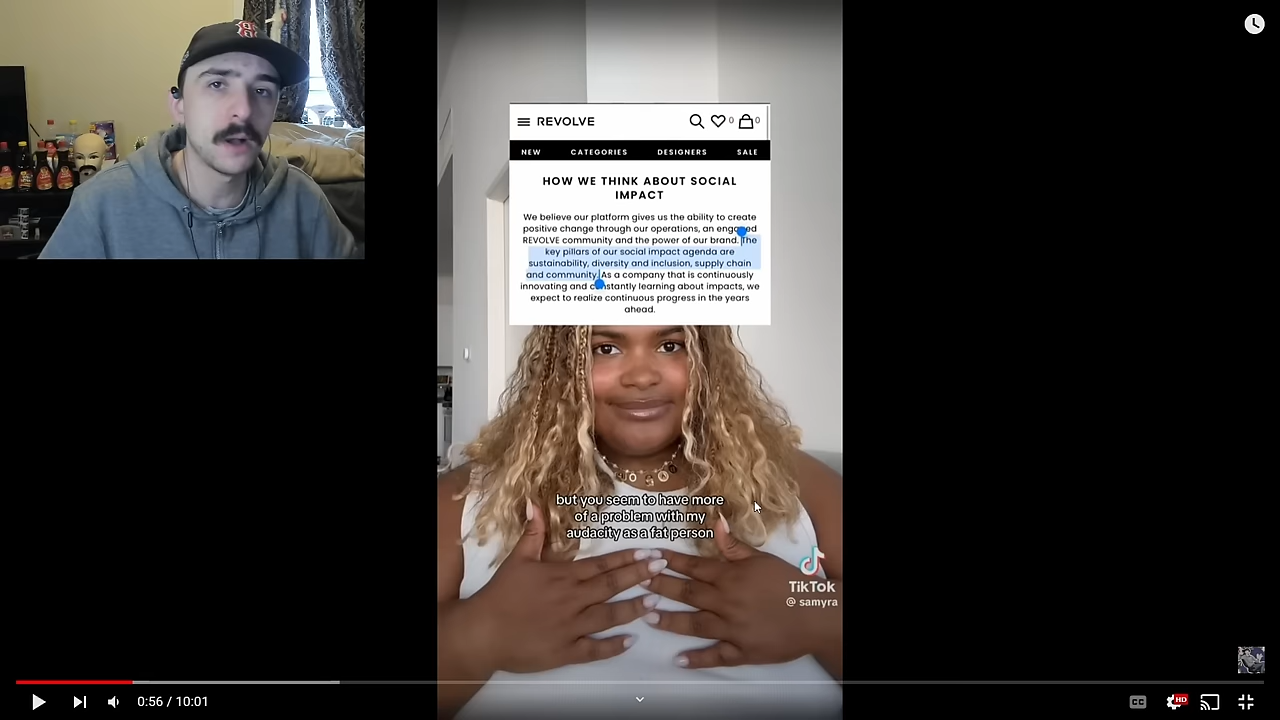 REVOLVE
0
0
NEW CATEGORIES DESIGNERS SALE
HOW WE THINK ABOUT SOCIAL
IMPACT
We believe our platform gives us the ability to create
positive change through our operations, an engaged
REVOLVE community and the power of our brand. The
key pillars of our social impact agenda are
sustainability, diversity and inclusion, supply chain
and community. As a company that is continuously
innovating and constantly learning about impacts, we
expect to realize continuous progress in the years
ahead.
but you seem to have more
of a problem with my
audacity as a fat person
TikTok
@ samyra
0:56 / 10:01
CC
HD